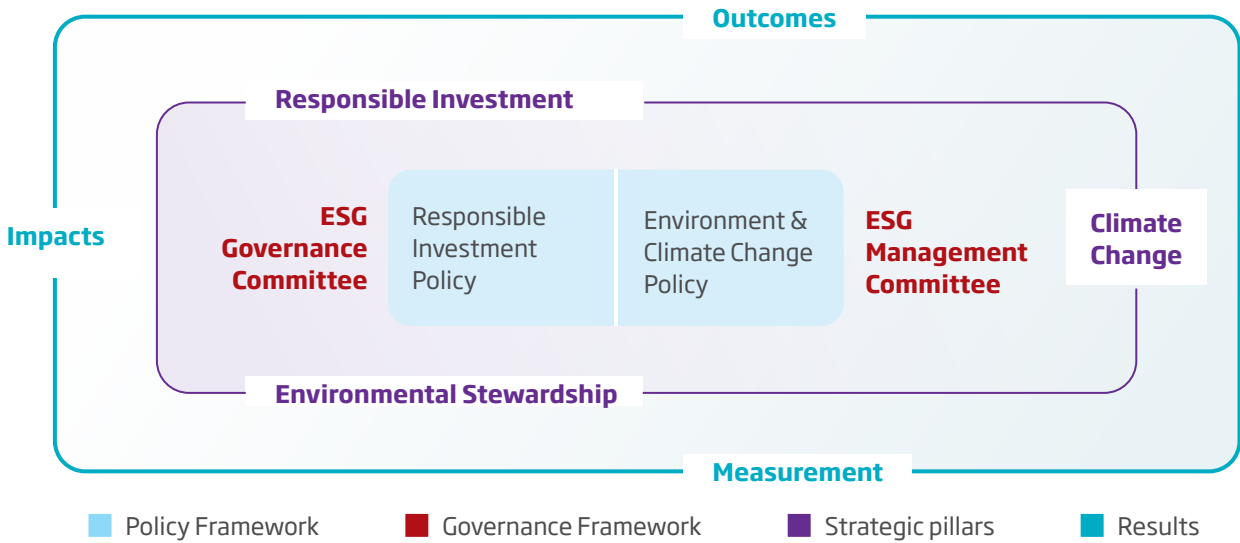 Outcomes
Responsible Investment
Impacts
ESG
Governance
Committee
Responsible
Investment
Policy
Environment &
Climate Change
Policy
ESG
Management
Committee
Climate
Change
Environmental Stewardship
Measurement
Policy Framework
Governance Framework
Strategic pillars
Results